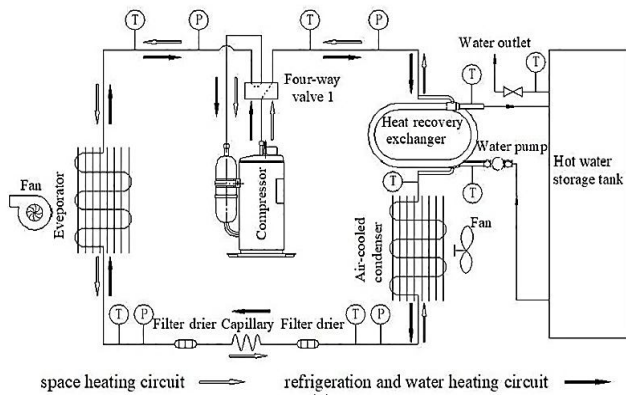 T
P
T
P
Water outlet
T
T
Four-way
valve 1
Heat recovery
exchanger
Water pump
Hot water
storage tank
T
T
Fan
Eveporator
Compressor
Air-cooled
condenser
Fan
T
P
Filter drier
Capillary
Filter drier
T
P
space heating circuit
refrigeration and water heating circuit